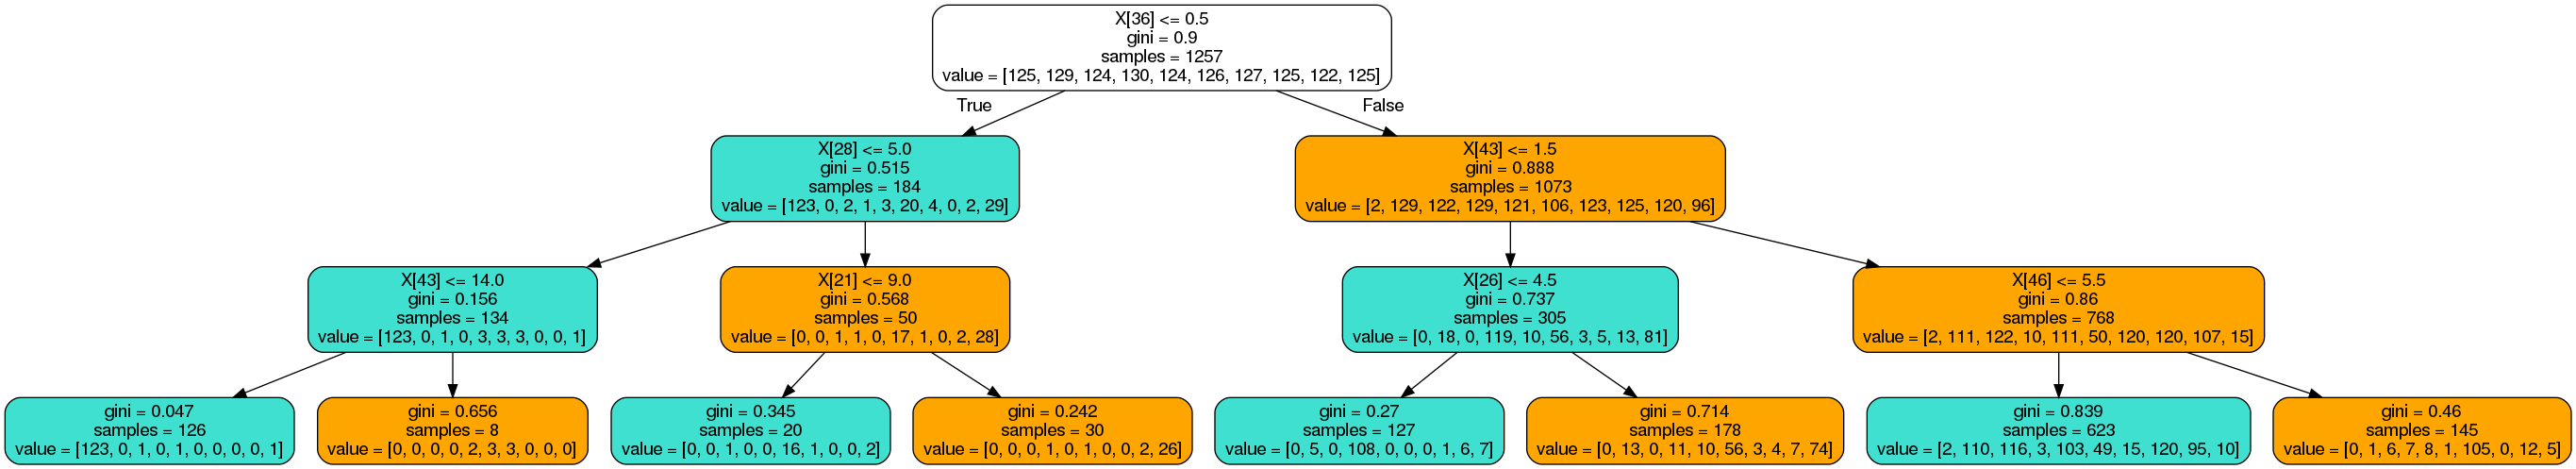 X[36] <= 0.5
gini = 0.9
samples = 1257
value = [125, 129, 124, 130, 124, 126, 127, 125, 122, 125]
True
False
X[28] <= 5.0
gini = 0.515
samples = 184
value = [123, 0, 2, 1, 3, 20, 4, 0, 2, 29]
X[43] <= 1.5
gini = 0.888
samples = 1073
value = [2, 129, 122, 129, 121, 106, 123, 125, 120, 96]
X[43] <= 14.0
gini = 0.156
samples = 134
value = [123, 0, 1, 0, 3, 3, 3, 0, 0, 1]
X[21] <= 9.0
gini = 0.568
samples = 50
value = [0, 0, 1, 1, 0, 17, 1, 0, 2, 28]
X[26] <= 4.5
gini = 0.737
samples = 305
value = [0, 18, 0, 119, 10, 56, 3, 5, 13, 81]
X[46] <= 5.5
gini = 0.86
samples = 768
value = [2, 111, 122, 10, 111, 50, 120, 120, 107, 15]
gini = 0.047
samples = 126
value = [123, 0, 1, 0, 1, 0, 0, 0, 0, 1]
gini = 0.656
samples = 8
value = [0, 0, 0, 0, 2, 3, 3, 0, 0, 0]
gini = 0.345
samples = 20
value = [0, 0, 1, 0, 0, 16, 1, 0, 0, 2]
gini = 0.242
samples = 30
value = [0, 0, 0, 1, 0, 1, 0, 0, 2, 26]
gini = 0.27
samples = 127
value = [0, 5, 0, 108, 0, 0, 0, 1, 6, 7]
gini = 0.714
samples = 178
value = [0, 13, 0, 11, 10, 56, 3, 4, 7, 74]
gini = 0.839
samples = 623
value = [2, 110, 116, 3, 103, 49, 15, 120, 95, 10]
gini = 0.46
samples = 145
value = [0, 1, 6, 7, 8, 1, 105, 0, 12, 5]